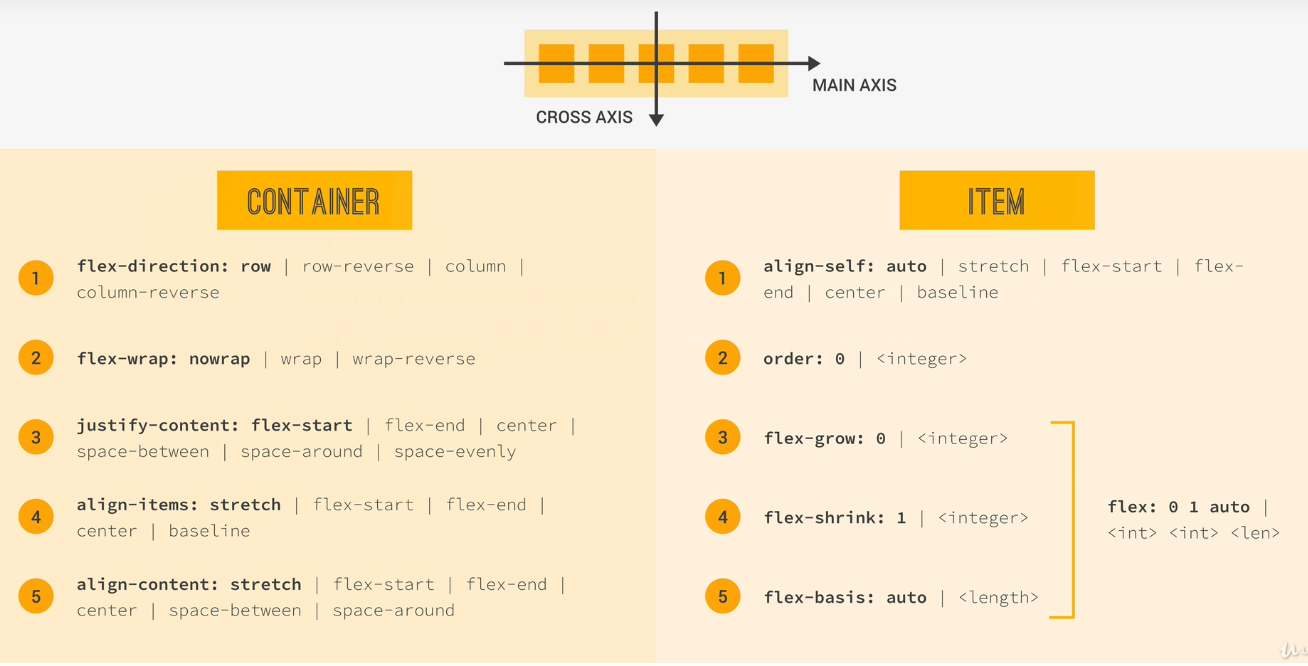 MAIN AXIS
CROSS AXIS
CONTAINER
1
flex-direction: row | row-reverse | column |
column-reverse
2
flex-wrap: nowrap | wrap | wrap-reverse
3
justify-content: flex-start | flex-end | center |
space-between | space-around | space-evenly
4
align-items: stretch | flex-start | flex-end |
center | baseline
5
align-content: stretch | flex-start | flex-end |
center | space-between | space-around
ITEM
1
align-self: auto | stretch | flex-start | flex-
end | center | baseline
2
order: 0 | <integer>
3
flex-grow: 0 | <integer>
4
flex-shrink: 1 | <integer>
5
flex-basis: auto | <length>
flex: 0 1 auto |
<int> <int> <len>